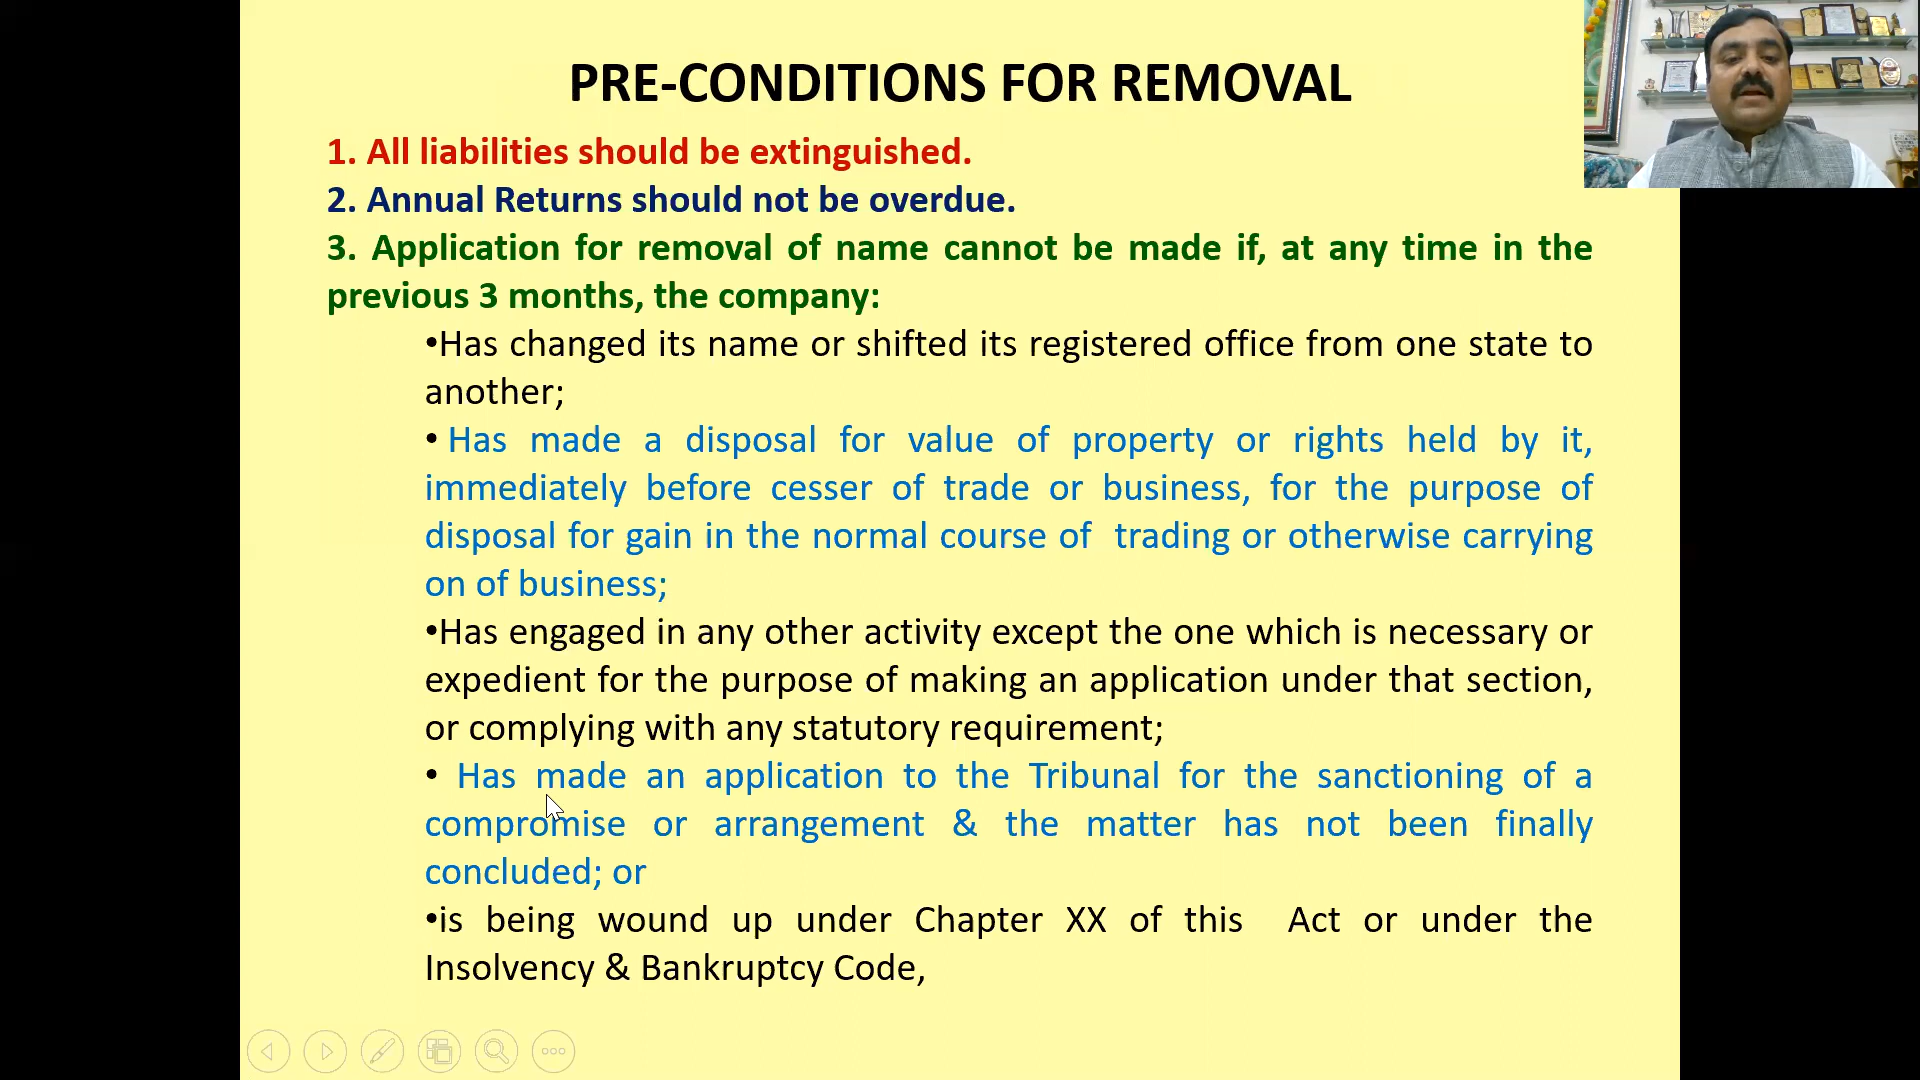 PRE-CONDITIONS FOR REMOVAL
1. All liabilities should be extinguished.
2. Annual Returns should not be overdue.
3. Application for removal of name cannot be made if, at any time in the
previous 3 months, the company:
•Has changed its name or shifted its registered office from one state to
another;
• Has made a disposal for value of property or rights held by it,
immediately before cesser of trade or business, for the purpose of
disposal for gain in the normal course of trading or otherwise carrying
on of business;
•Has engaged in any other activity except the one which is necessary or
expedient for the purpose of making an application under that section,
or complying with any statutory requirement;
• Has made an application to the Tribunal for the sanctioning of a
compromise or arrangement & the matter has not been finally
concluded; or
•is being wound up under Chapter XX of this Act or under the
Insolvency & Bankruptcy Code,